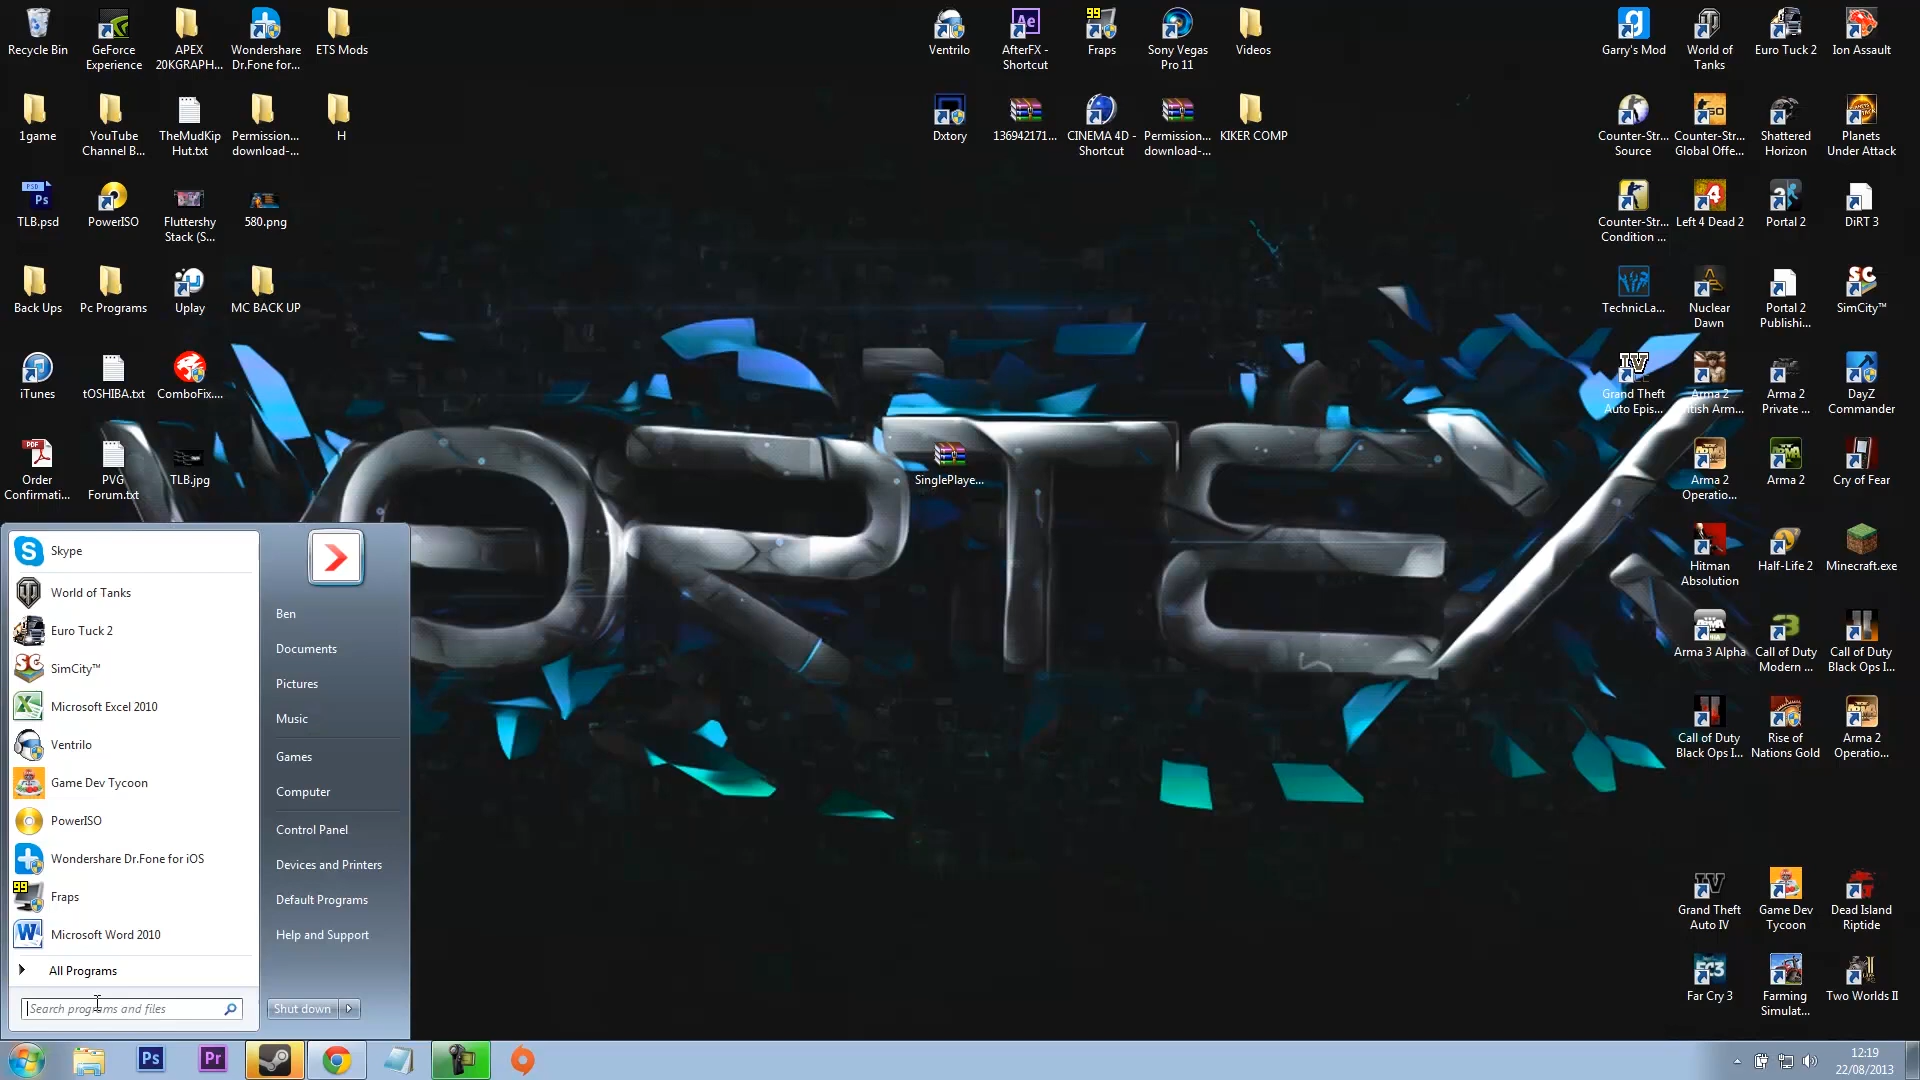 Recycle Bin
GeForce
Experience
APEX
20KGRAPH...
Wondershare
Dr.Fone for...
ETS Mods
Ventrilo
AfterFX -
Shortcut
99
Fraps
Sony Vegas
Pro 11
Videos
Garry's Mod
World of
Tanks
Euro Tuck 2
Ion Assault
1game
YouTube
Channel B...
TheMudKip
Hut.txt
Permission...
download-...
H
Dxtory
136942171...
CINEMA 4D -
Shortcut
Permission...
download-...
KIKER COMP
Counter-Str...
Source
Counter-Str...
Global Offe...
Shattered
Horizon
Planets
Under Attack
TLB.psd
PowerISO
Fluttershy
Stack (S...
580.png
Counter-Str...
Condition ...
Left 4 Dead 2
Portal 2
DiRT 3
Back Ups
Pc Programs
Uplay
MC BACK UP
TechnicLa...
Nuclear
Dawn
Portal 2
Publishi...
SimCity™
iTunes
tOSHIBA.txt
ComboFix....
Grand Theft
Auto Epis...
Arma 2
...itish Arm...
Arma 2
Private ...
DayZ
Commander
Order
Confirmati...
PVG
Forum.txt
TLB.jpg
SinglePlaye...
Arma 2
Operatio...
Arma 2
Cry of Fear
VORTEX
Hitman
Absolution
Half-Life 2
Minecraft.exe
Arma 3 Alpha
Call of Duty
Modern ...
Call of Duty
Black Ops I...
Call of Duty
Black Ops I...
Rise of
Nations Gold
Arma 2
Operatio...
Grand Theft
Auto IV
Game Dev
Tycoon
Dead Island
Riptide
Far Cry 3
Farming
Simulat...
Two Worlds II
Skype
World of Tanks
Euro Tuck 2
SimCity™
Microsoft Excel 2010
Ventrilo
Game Dev Tycoon
PowerISO
Wondershare Dr.Fone for iOS
99
Fraps
Microsoft Word 2010
All Programs
Search programs and files
Ben
Documents
Pictures
Music
Games
Computer
Control Panel
Devices and Printers
Default Programs
Help and Support
Shut down
Ps
Pr
12:19
22/08/2013